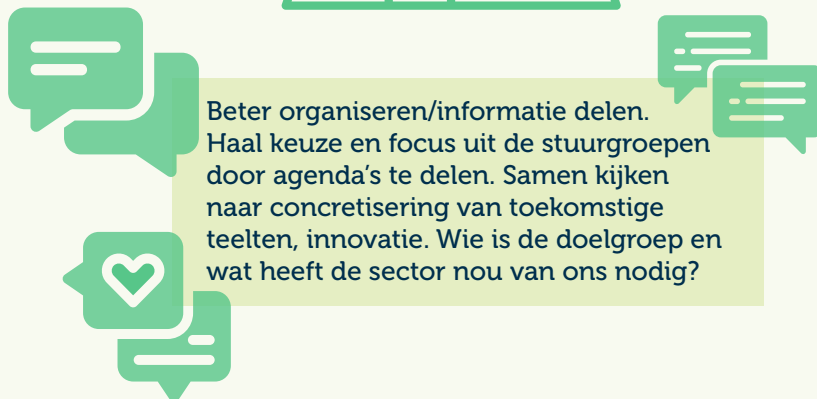 Beter organiseren/informatie delen.
Haal keuze en focus uit de stuurgroepen
door agenda's te delen. Samen kijken
naar concretisering van toekomstige
teelten, innovatie. Wie is de doelgroep en
wat heeft de sector nou van ons nodig?